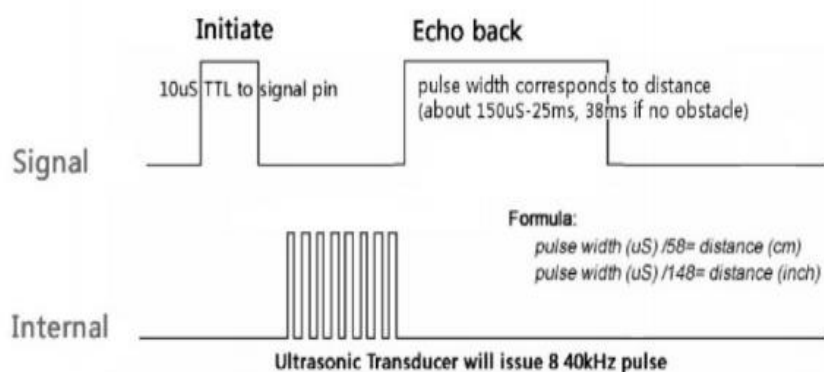 Initiate
Echo back
10uS TTL to signal pin
pulse width corresponds to distance
(about 150uS-25ms, 38ms if no obstacle)
Signal
Formula:
pulse width (uS) /58= distance (cm)
pulse width (uS) /148= distance (inch)
Internal
Ultrasonic Transducer will issue 8 40kHz pulse